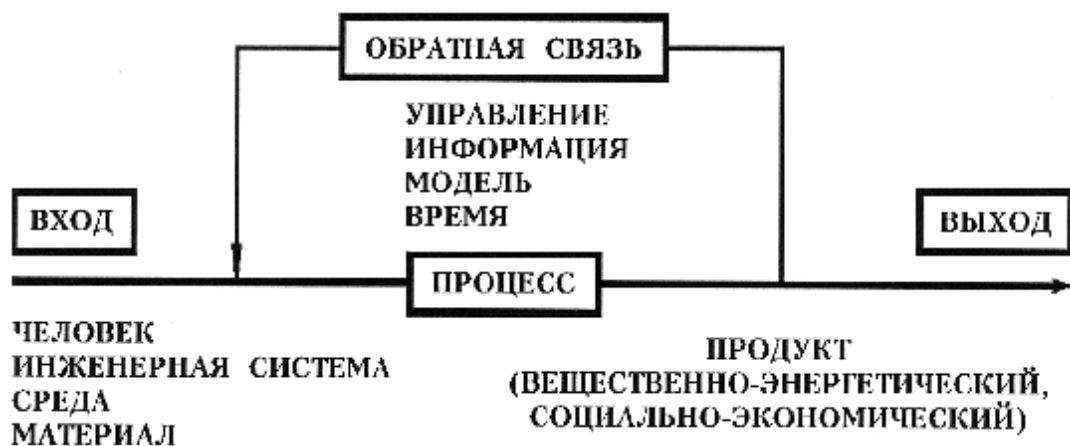 ОБРАТНАЯ СВЯЗЬ
УПРАВЛЕНИЕ
ИНФОРМАЦИЯ
МОДЕЛЬ
ВРЕМЯ
ВХОД
ВЫХОД
ПРОЦЕСС
ЧЕЛОВЕК
ИНЖЕНЕРНАЯ СИСТЕМА
СРЕДА
МАТЕРИАЛ
ПРОДУКТ
(ВЕЩЕСТВЕННО-ЭНЕРГЕТИЧЕСКИЙ,
СОЦИАЛЬНО-ЭКОНОМИЧЕСКИЙ)